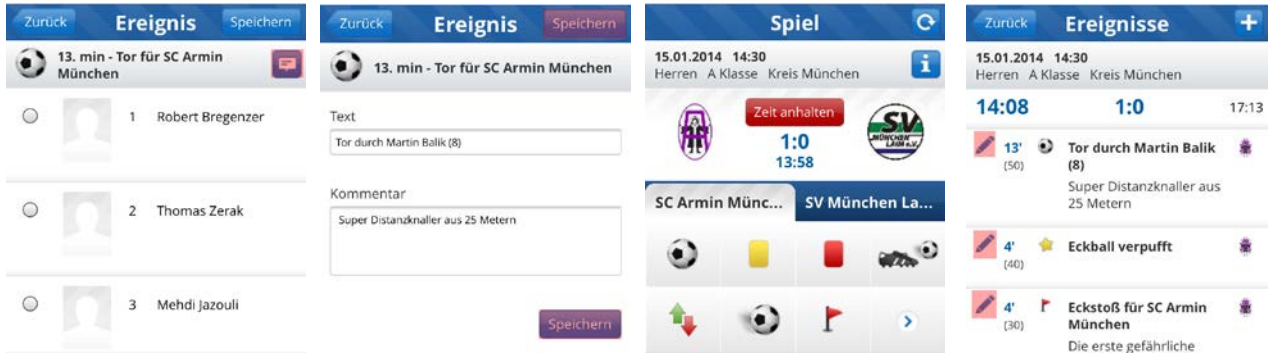 Zurück
Ereignis
Speichern
13. min - Tor für SC Armin
München
1 Robert Bregenzer
2 Thomas Zerak
3 Mehdi Jazouli
Zurück
Ereignis
Speichern
13. min - Tor für SC Armin München
Text
Tor durch Martin Balik (8)
Kommentar
Super Distanzknaller aus 25 Metern
Speichern
Spiel
15.01.2014 14:30
Herren A Klasse Kreis München
i
Zeit anhalten
1:0
13:58
SV
MÜNCHEN
LAIM e.V.
SC Armin Münc...
SV München La...
Zurück
Ereignisse
+
15.01.2014 14:30
Herren A Klasse Kreis München
14:08
1:0
17:13
13'
(50)
Tor durch Martin Balik
(8)
Super Distanzknaller aus
25 Metern
4'
(40)
Eckball verpufft
4'
(30)
Eckstoß für SC Armin
München
Die erste gefährliche